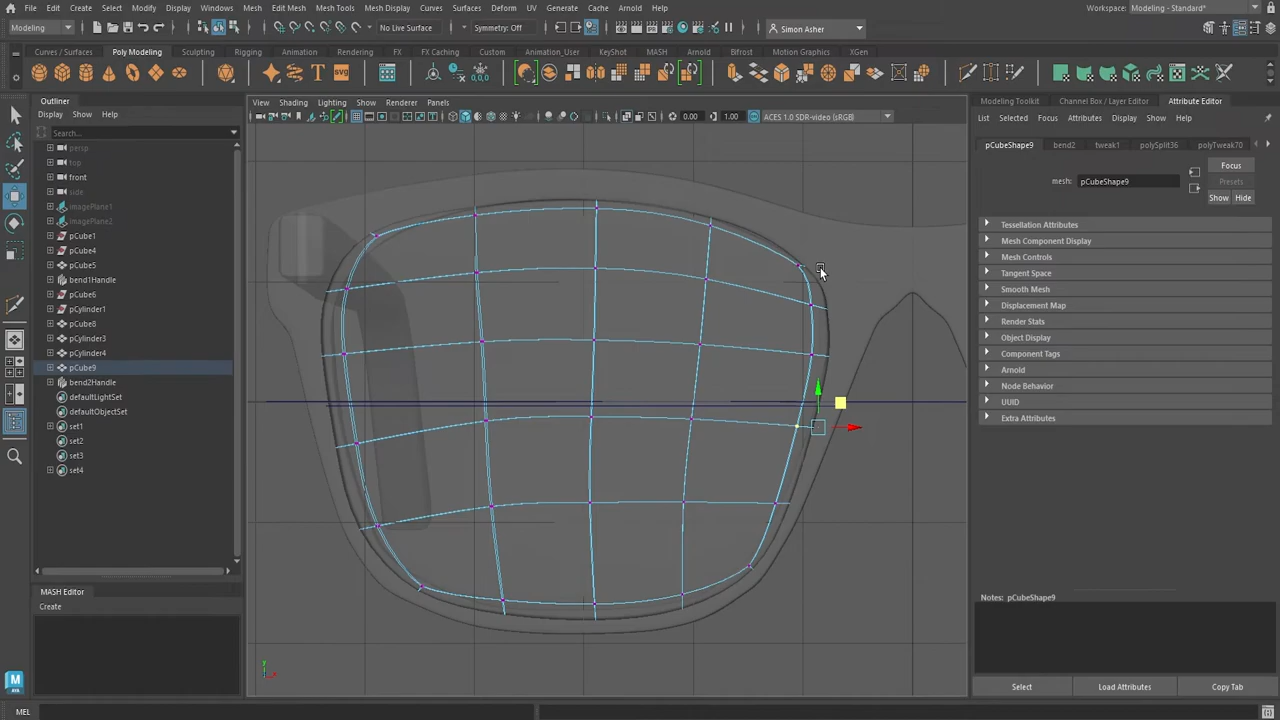 File Edit Create Select Modify Display Windows Mesh Edit Mesh Mesh Tools Mesh Display Curves Surfaces Deform UV Generate Cache Arnold Help Workspace: Modeling - Standard*
Modeling No Live Surface Symmetry: Off Simon Asher
Curves / Surfaces Poly Modeling Sculpting Rigging Animation Rendering FX FX Caching Custom Animation_User KeyShot MASH Arnold Bifrost Motion Graphics XGen
Outliner
Display Show Help
Search...
persp
top
front
side
imagePlane1
imagePlane2
pCube1
pCube4
pCube5
bend1Handle
pCube6
pCylinder1
pCube8
pCylinder3
pCylinder4
pCube9
bend2Handle
defaultLightSet
defaultObjectSet
set1
set2
set3
set4
MASH Editor
Create
View Shading Lighting Show Renderer Panels
0.00 1.00 ACES 1.0 SDR-video (sRGB)
Modeling Toolkit Channel Box / Layer Editor Attribute Editor
List Selected Focus Attributes Display Show Help
pCubeShape9 bend2 tweak1 polySplit36 polyTweak70
Focus
mesh: pCubeShape9 Presets
Show Hide
Tessellation Attributes
Mesh Component Display
Mesh Controls
Tangent Space
Smooth Mesh
Displacement Map
Render Stats
Object Display
Component Tags
Arnold
Node Behavior
UUID
Extra Attributes
Notes: pCubeShape9
Select Load Attributes Copy Tab
MEL